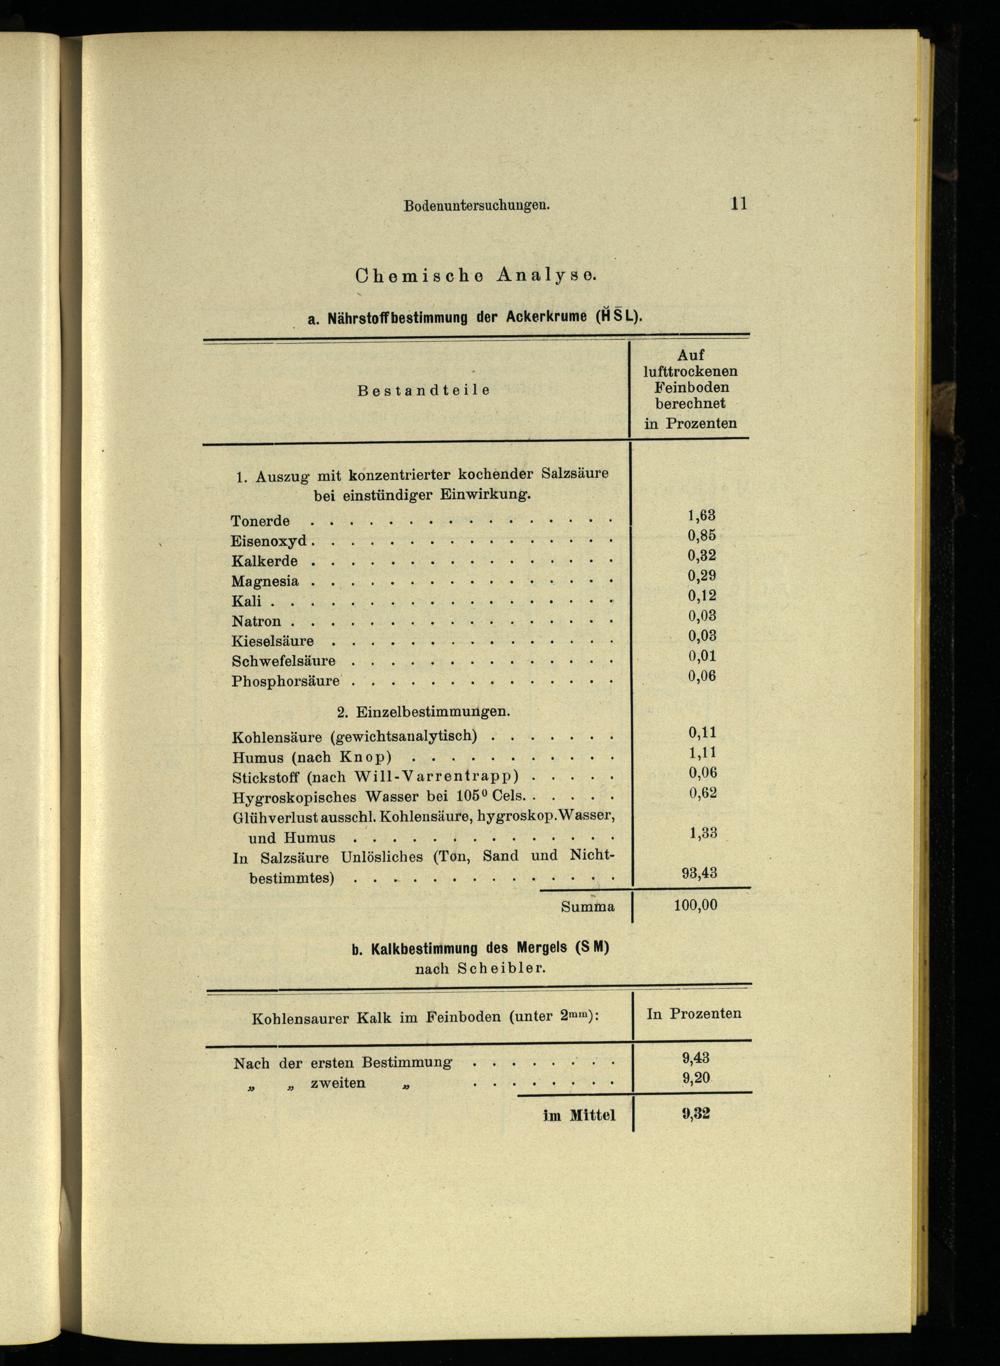 Bodenuntersuchungen. 11
Chemische Analyse.
a. Nährstoffbestimmung der Ackerkrume (H̆ S̄ L).
Bestandteile
Auf
lufttrockenen
Feinboden
berechnet
in Prozenten
1. Auszug mit konzentrierter kochender Salzsäure
bei einstündiger Einwirkung.
Tonerde . . . . . . . . . . . . . . . . 1,63
Eisenoxyd . . . . . . . . . . . . . . . . 0,85
Kalkerde . . . . . . . . . . . . . . . . 0,32
Magnesia . . . . . . . . . . . . . . . . 0,29
Kali . . . . . . . . . . . . . . . . . . 0,12
Natron . . . . . . . . . . . . . . . . . 0,03
Kieselsäure . . . . . . . . . . . . . . . 0,03
Schwefelsäure . . . . . . . . . . . . . . 0,01
Phosphorsäure . . . . . . . . . . . . . . 0,06
2. Einzelbestimmungen.
Kohlensäure (gewichtsanalytisch) . . . . . . . 0,11
Humus (nach Knop) . . . . . . . . . . . 1,11
Stickstoff (nach Will-Varrentrapp) . . . . . 0,06
Hygroskopisches Wasser bei 105⁰ Cels. . . . . . 0,62
Glühverlust ausschl. Kohlensäure, hygroskop. Wasser,
und Humus . . . . . . . . . . . . . . 1,33
In Salzsäure Unlösliches (Ton, Sand und Nicht-
bestimmtes) . . . . . . . . . . . . . . 93,43
Summa 100,00
b. Kalkbestimmung des Mergels (S M)
nach Scheibler.
Kohlensaurer Kalk im Feinboden (unter 2ᵐᵐ): In Prozenten
Nach der ersten Bestimmung . . . . . . . . 9,43
„ „ zweiten „ . . . . . . . . 9,20
im Mittel 9,32